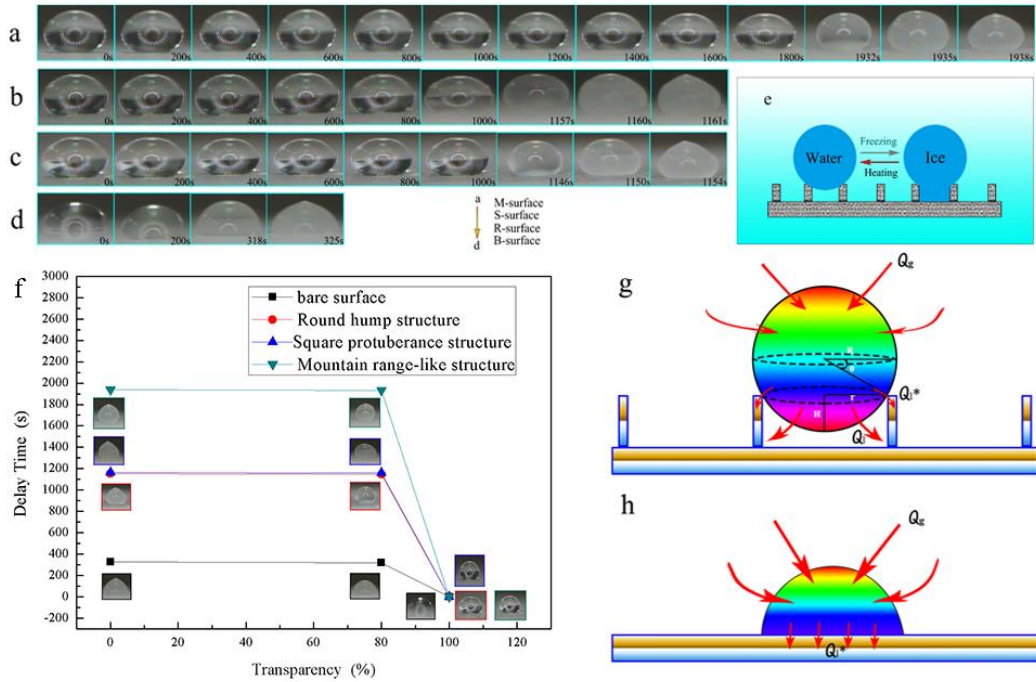 a
0s 200s 400s 600s 800s 1000s 1200s 1400s 1600s 1800s 1932s 1935s 1938s
b
0s 200s 400s 600s 800s 1000s 1157s 1160s 1161s
c
0s 200s 400s 600s 800s 1000s 1146s 1150s 1154s
d
0s 200s 318s 325s
a
M-surface
S-surface
R-surface
d
B-surface
e
Freezing
Water
Ice
Heating
f
3000
2800
2600
2400
2200
2000
1800
1600
1400
1200
1000
800
600
400
200
0
-200
Delay Time (s)
bare surface
Round hump structure
Square protuberance structure
Mountain range-like structure
0 20 40 60 80 100 120
Transparency (%)
g
Qg
R
θ
r
H
Ql*
Ql
h
Qg
Ql*